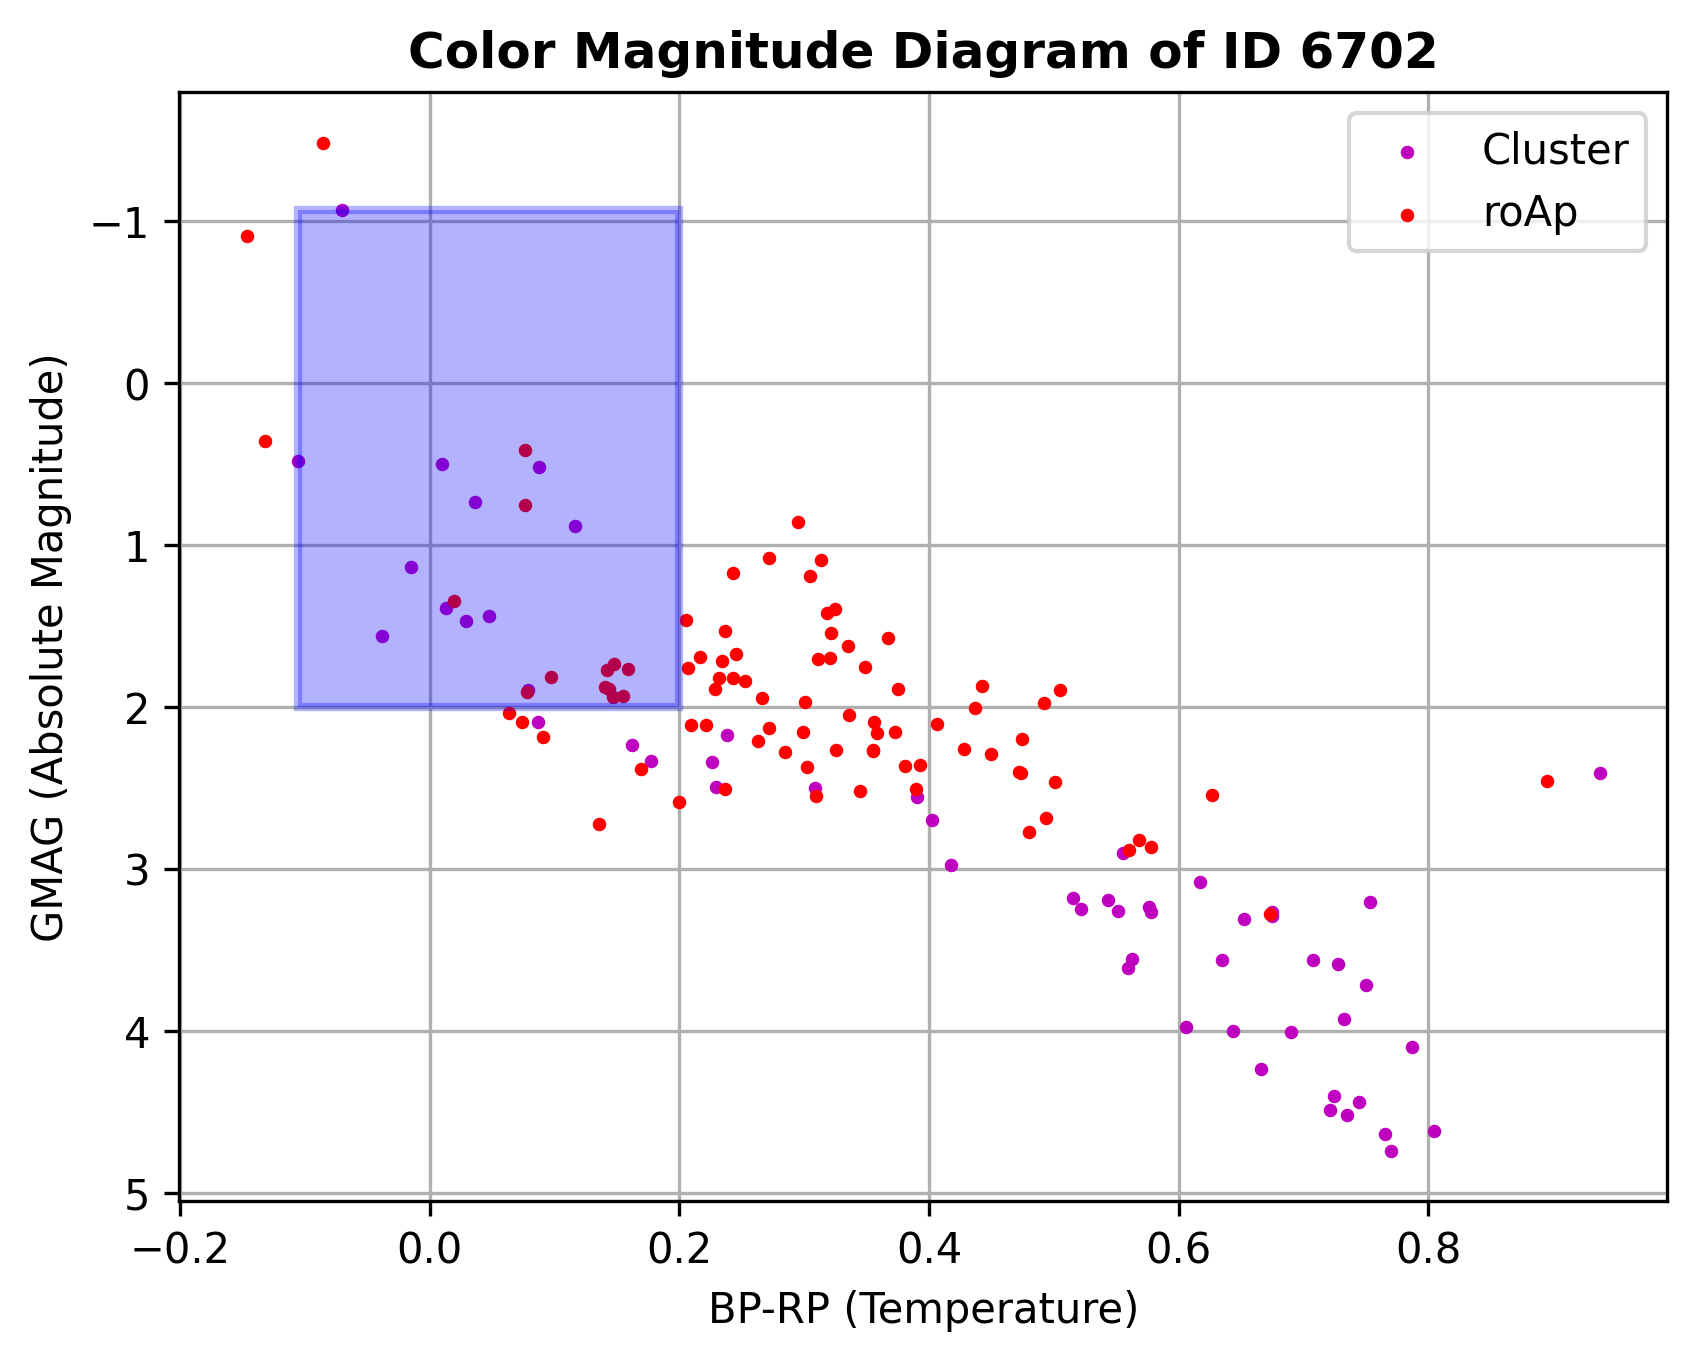 Color Magnitude Diagram of ID 6702
Cluster
roAp
GMAG (Absolute Magnitude)
−1
0
1
2
3
4
5
−0.2 0.0 0.2 0.4 0.6 0.8
BP-RP (Temperature)